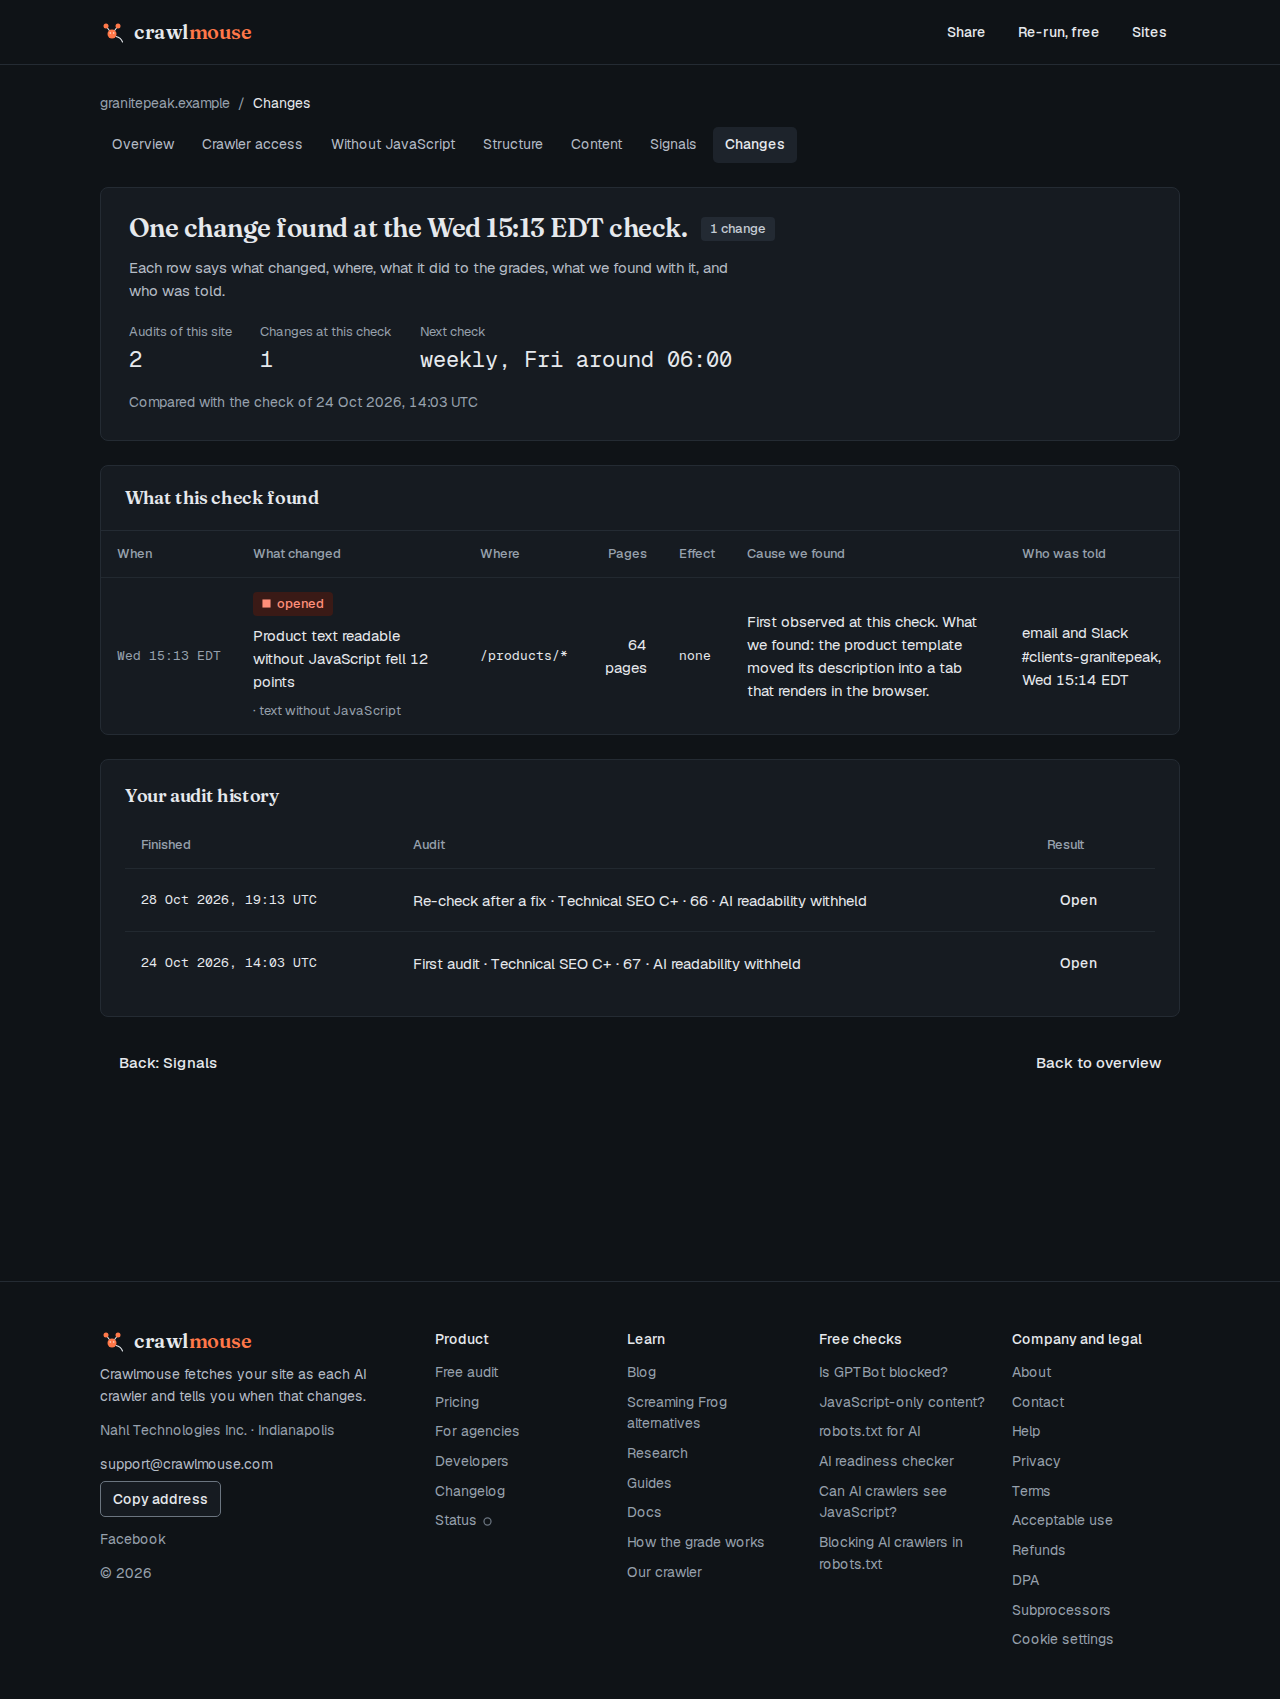 crawlmouse
Share Re-run, free Sites
granitepeak.example / Changes
Overview Crawler access Without JavaScript Structure Content Signals Changes
One change found at the Wed 15:13 EDT check. 1 change
Each row says what changed, where, what it did to the grades, what we found with it, and
who was told.
Audits of this site Changes at this check Next check
2 1 weekly, Fri around 06:00
Compared with the check of 24 Oct 2026, 14:03 UTC
What this check found
When What changed Where Pages Effect Cause we found Who was told
Wed 15:13 EDT
opened
Product text readable
without JavaScript fell 12
points
· text without JavaScript
/products/*
64
pages
none
First observed at this check. What
we found: the product template
moved its description into a tab
that renders in the browser.
email and Slack
#clients-granitepeak,
Wed 15:14 EDT
Your audit history
Finished Audit Result
28 Oct 2026, 19:13 UTC Re-check after a fix · Technical SEO C+ · 66 · AI readability withheld Open
24 Oct 2026, 14:03 UTC First audit · Technical SEO C+ · 67 · AI readability withheld Open
Back: Signals Back to overview
crawlmouse
Crawlmouse fetches your site as each AI
crawler and tells you when that changes.
Nahl Technologies Inc. · Indianapolis
support@crawlmouse.com
Copy address
Facebook
© 2026
Product
Free audit
Pricing
For agencies
Developers
Changelog
Status
Learn
Blog
Screaming Frog
alternatives
Research
Guides
Docs
How the grade works
Our crawler
Free checks
Is GPTBot blocked?
JavaScript-only content?
robots.txt for AI
AI readiness checker
Can AI crawlers see
JavaScript?
Blocking AI crawlers in
robots.txt
Company and legal
About
Contact
Help
Privacy
Terms
Acceptable use
Refunds
DPA
Subprocessors
Cookie settings